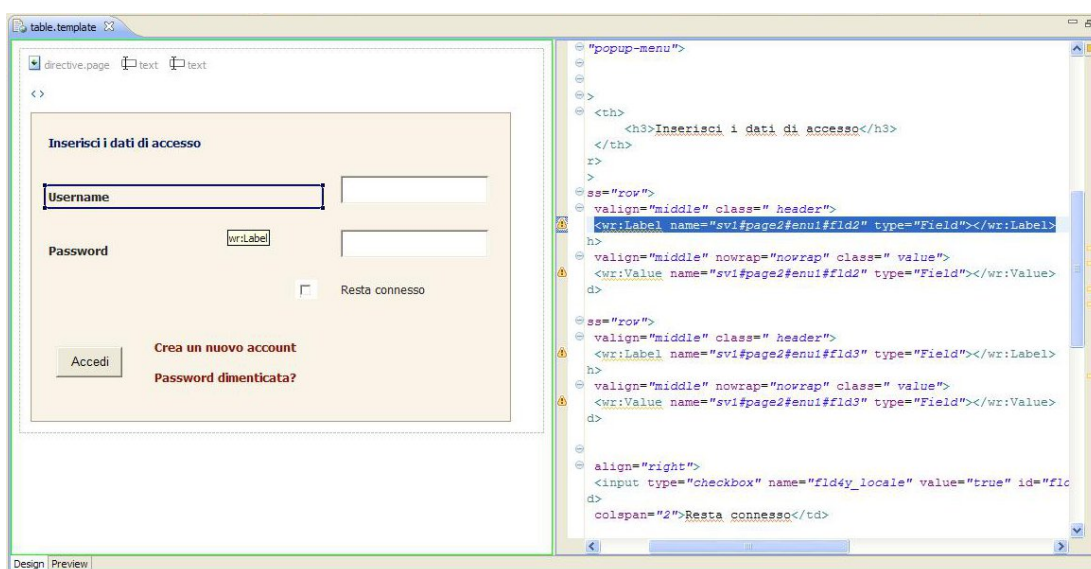 table.template
directive.page text text
< >
Inserisci i dati di accesso
Username
wr:Label
Password
Resta connesso
Accedi
Crea un nuovo account
Password dimenticata?
"popup-menu">
>
<th>
<h3>Inserisci i dati di accesso</h3>
</th>
r>
>
ss="row">
valign="middle" class=" header">
<wr:Label name="sv1#page2#enu1#fld2" type="Field"></wr:Label>
h>
valign="middle" nowrap="nowrap" class=" value">
<wr:Value name="sv1#page2#enu1#fld2" type="Field"></wr:Value>
d>
ss="row">
valign="middle" class=" header">
<wr:Label name="sv1#page2#enu1#fld3" type="Field"></wr:Label>
h>
valign="middle" nowrap="nowrap" class=" value">
<wr:Value name="sv1#page2#enu1#fld3" type="Field"></wr:Value>
d>
align="right">
<input type="checkbox" name="fld4y_locale" value="true" id="flc
d>
colspan="2">Resta connesso</td>
Design Preview